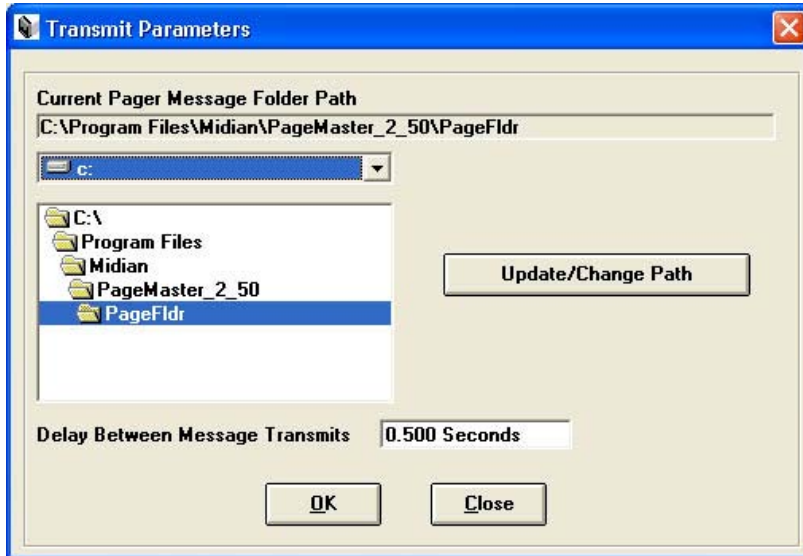 Transmit Parameters
Current Pager Message Folder Path
C:\Program Files\Midian\PageMaster_2_50\PageFldr
c:
C:\
Program Files
Midian
PageMaster_2_50
PageFldr
Update/Change Path
Delay Between Message Transmits 0.500 Seconds
OK Close